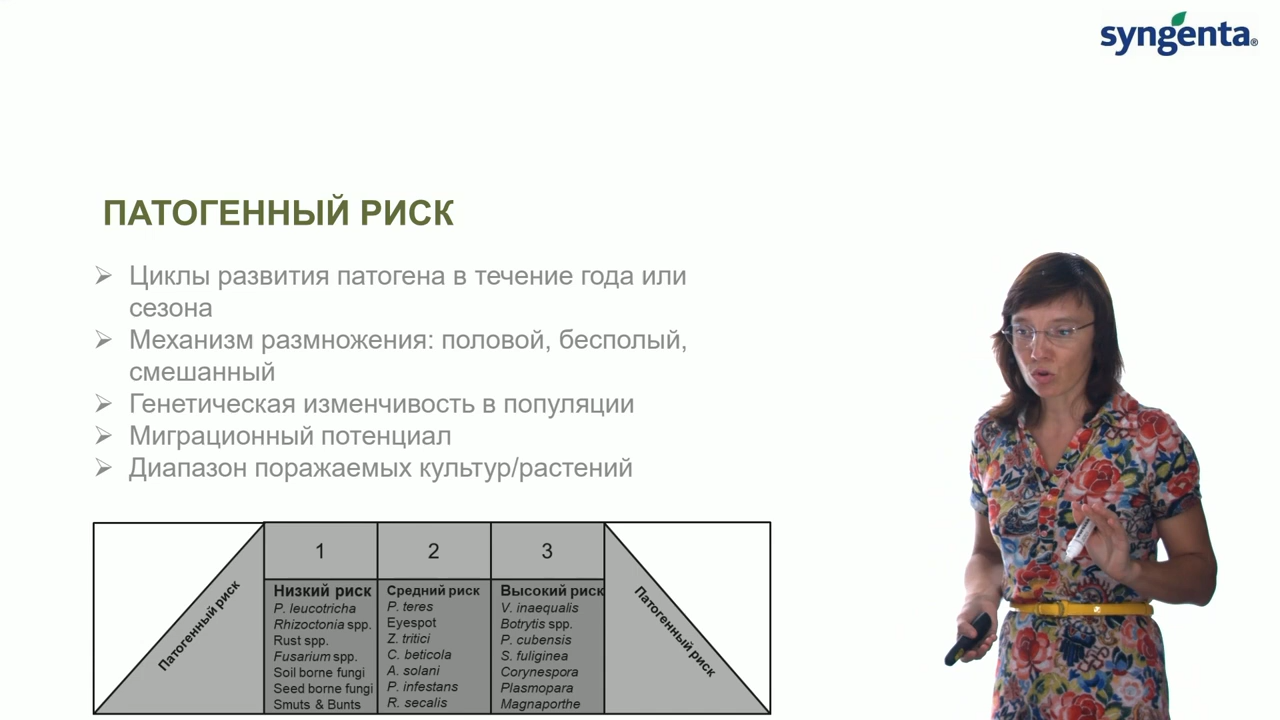 syngenta®
ПАТОГЕННЫЙ РИСК
Циклы развития патогена в течение года или
сезона
Механизм размножения: половой, бесполый,
смешанный
Генетическая изменчивость в популяции
Миграционный потенциал
Диапазон поражаемых культур/растений
Патогенный риск
1
Низкий риск
P. leucotricha
Rhizoctonia spp.
Rust spp.
Fusarium spp.
Soil borne fungi
Seed borne fungi
Smuts & Bunts
2
Средний риск
P. teres
Eyespot
Z. tritici
C. beticola
A. solani
P. infestans
R. secalis
3
Высокий риск
V. inaequalis
Botrytis spp.
P. cubensis
S. fuliginea
Corynespora
Plasmopara
Magnaporthe
Патогенный риск